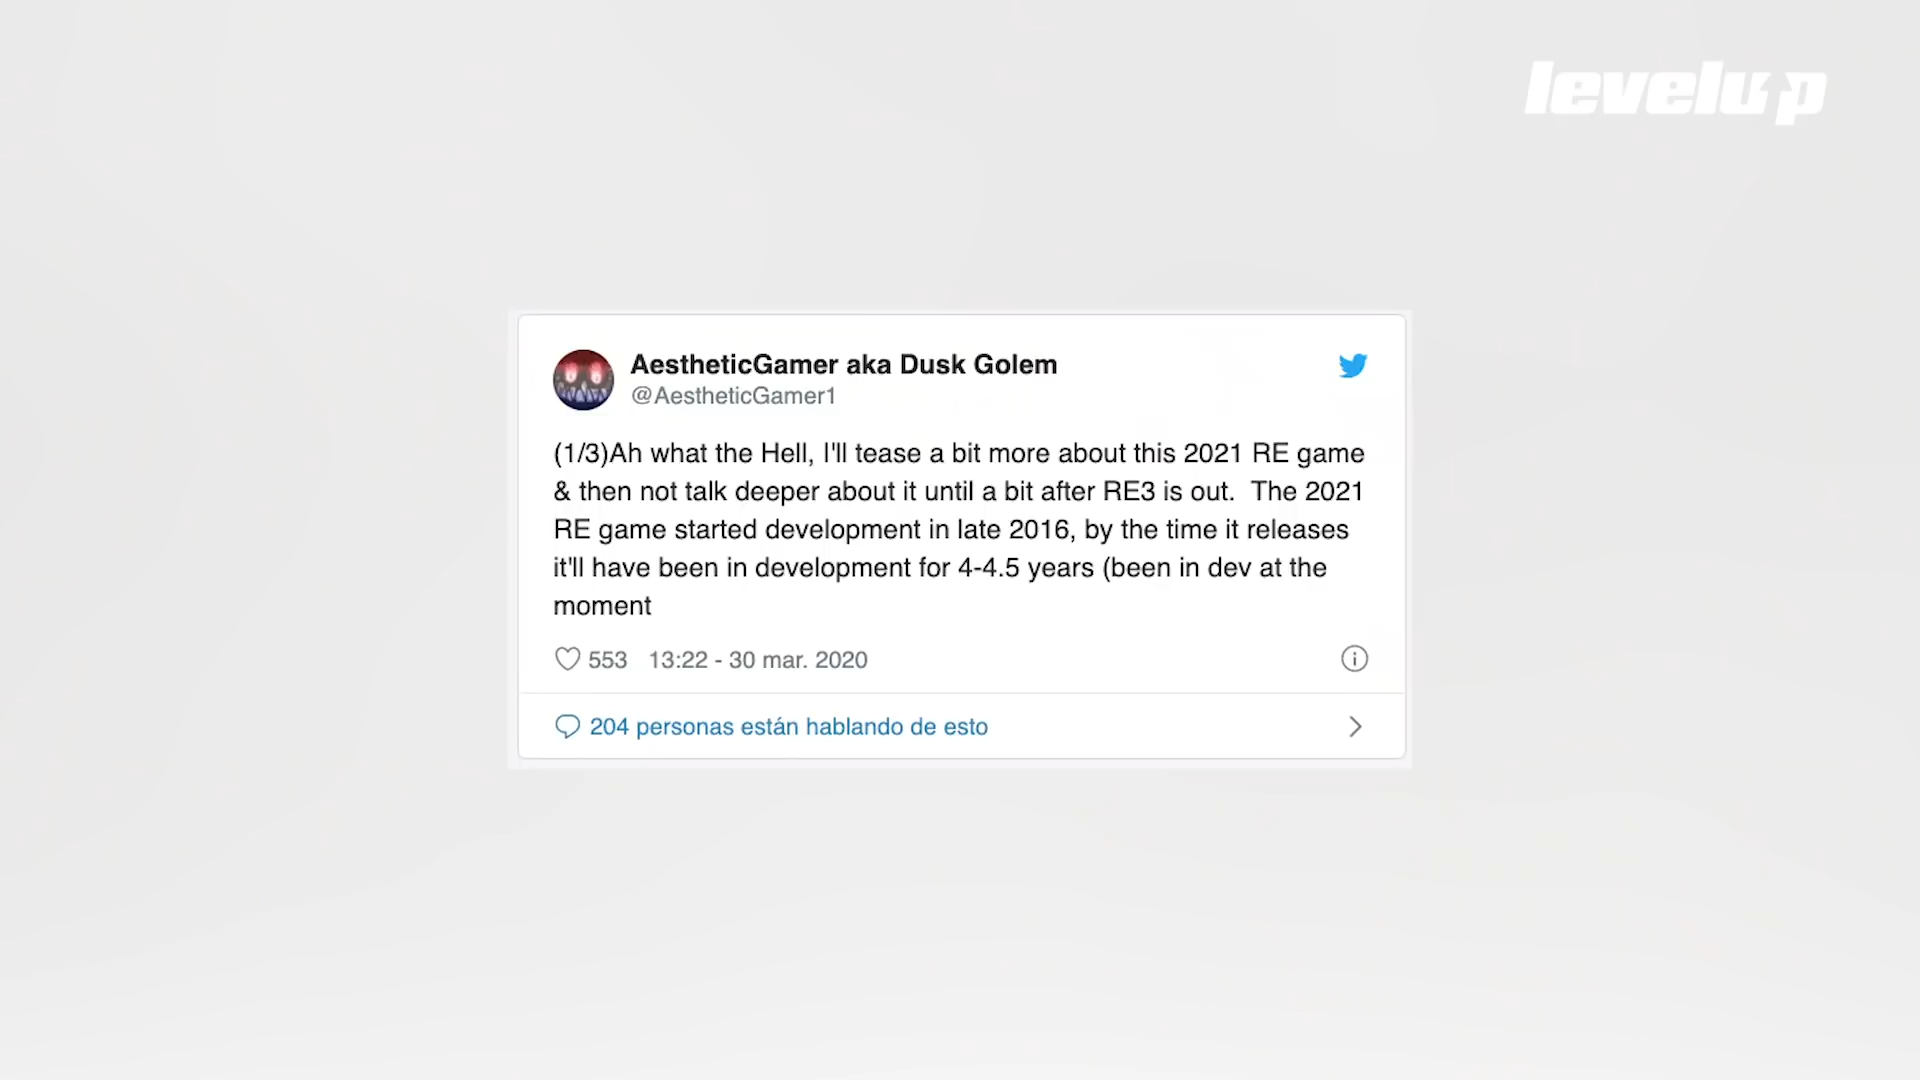 levelup
AestheticGamer aka Dusk Golem
@AestheticGamer1
(1/3)Ah what the Hell, I'll tease a bit more about this 2021 RE game
& then not talk deeper about it until a bit after RE3 is out.  The 2021
RE game started development in late 2016, by the time it releases
it'll have been in development for 4-4.5 years (been in dev at the
moment
553 13:22 - 30 mar. 2020
204 personas están hablando de esto